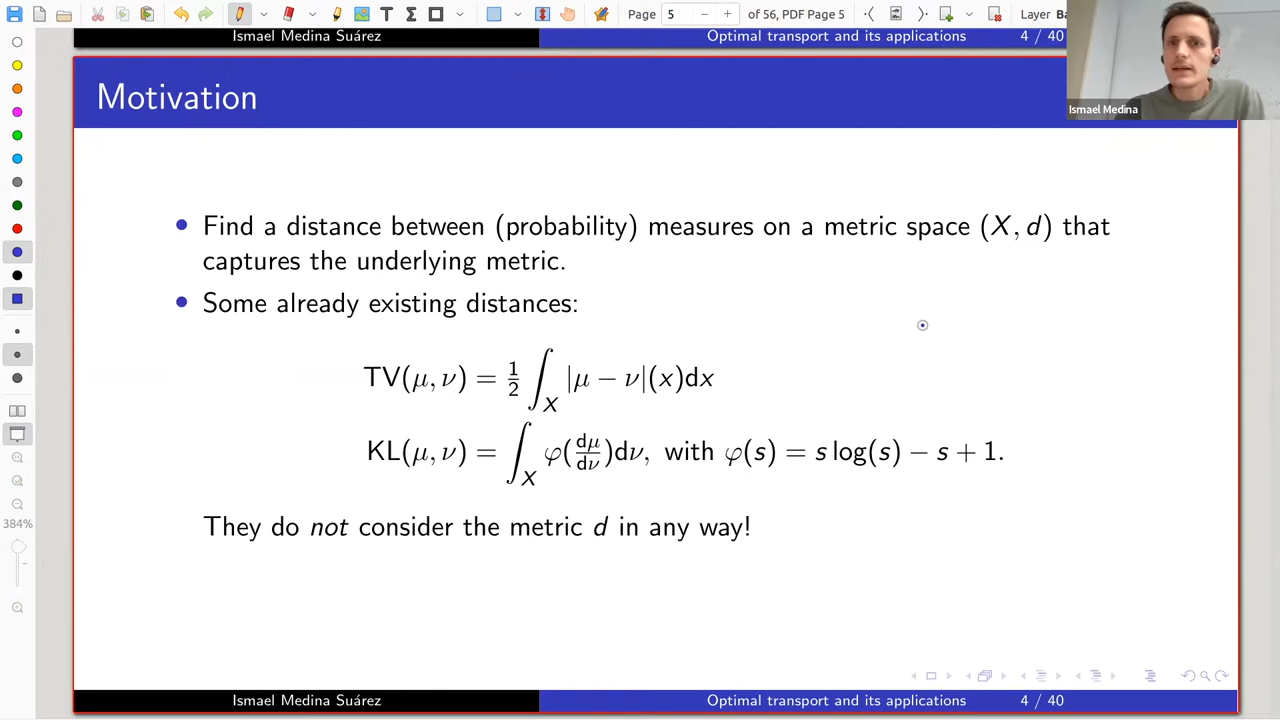 Page 5 of 56, PDF Page 5 Layer Ba
Ismael Medina Suárez Optimal transport and its applications 4 / 40
Ismael Medina
Motivation
• Find a distance between (probability) measures on a metric space (X, d) that
captures the underlying metric.
• Some already existing distances:
TV(μ, ν) = 1/2 ∫_X |μ − ν|(x)dx
KL(μ, ν) = ∫_X φ(dμ/dν)dν, with φ(s) = s log(s) − s + 1.
They do not consider the metric d in any way!
384%
Ismael Medina Suárez Optimal transport and its applications 4 / 40